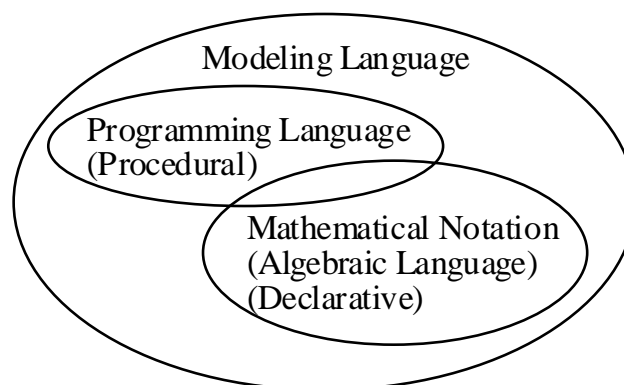 Modeling Language
Programming Language
(Procedural)
Mathematical Notation
(Algebraic Language)
(Declarative)